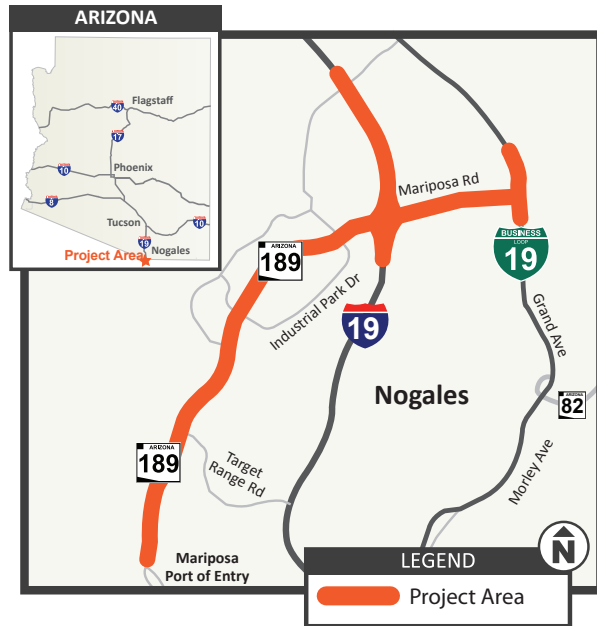 ARIZONA
40
Flagstaff
17
Phoenix
10
8
Tucson
10
19
Nogales
Project Area
Mariposa Rd
ARIZONA
189
BUSINESS
LOOP
19
Industrial Park Dr
19
Grand Ave
Nogales
ARIZONA
82
ARIZONA
189
Target
Range Rd
Morley Ave
Mariposa
Port of Entry
N
LEGEND
Project Area